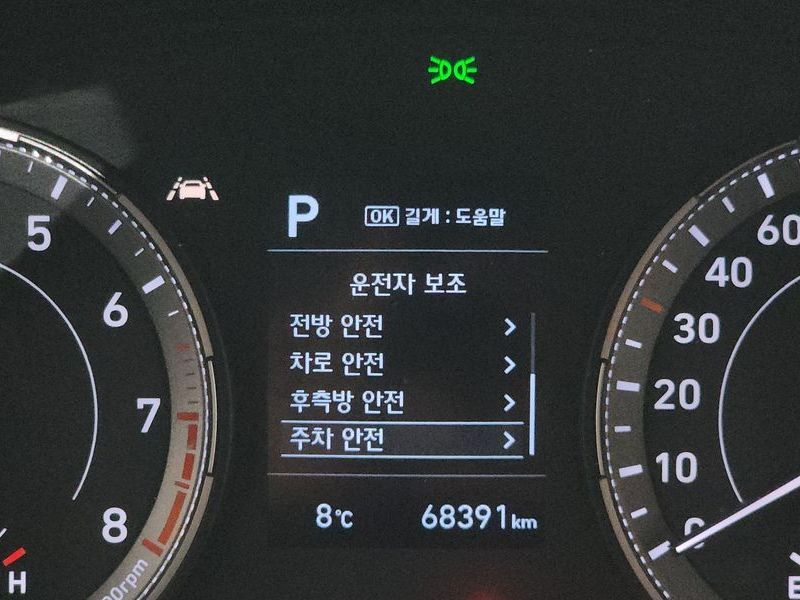 P
OK 길게 : 도움말
운전자 보조
전방 안전
차로 안전
후측방 안전
주차 안전
8℃ 68391km
5
6
7
8
H
00rpm
60
40
30
20
10
0
E